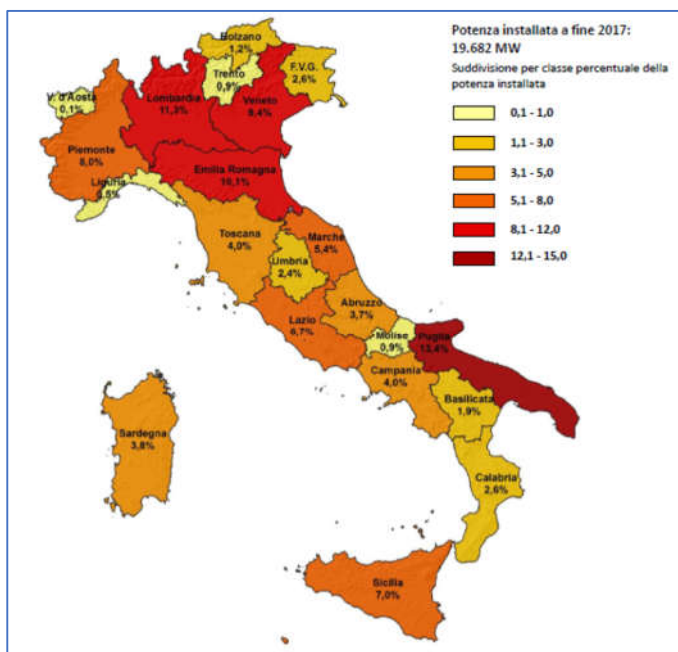 Potenza installata a fine 2017:
19.682 MW
Suddivisione per classe percentuale della
potenza installata
0,1 - 1,0
1,1 - 3,0
3,1 - 5,0
5,1 - 8,0
8,1 - 12,0
12,1 - 15,0
Bolzano
1,2%
Trento
0,9%
F.V.G.
2,6%
V. d'Aosta
0,1%
Lombardia
11,3%
Veneto
9,4%
Piemonte
8,0%
Emilia Romagna
10,1%
Liguria
0,5%
Toscana
4,0%
Marche
5,4%
Umbria
2,4%
Abruzzo
3,7%
Lazio
6,7%
Molise
0,9%
Puglia
13,4%
Campania
4,0%
Basilicata
1,9%
Sardegna
3,8%
Calabria
2,6%
Sicilia
7,0%